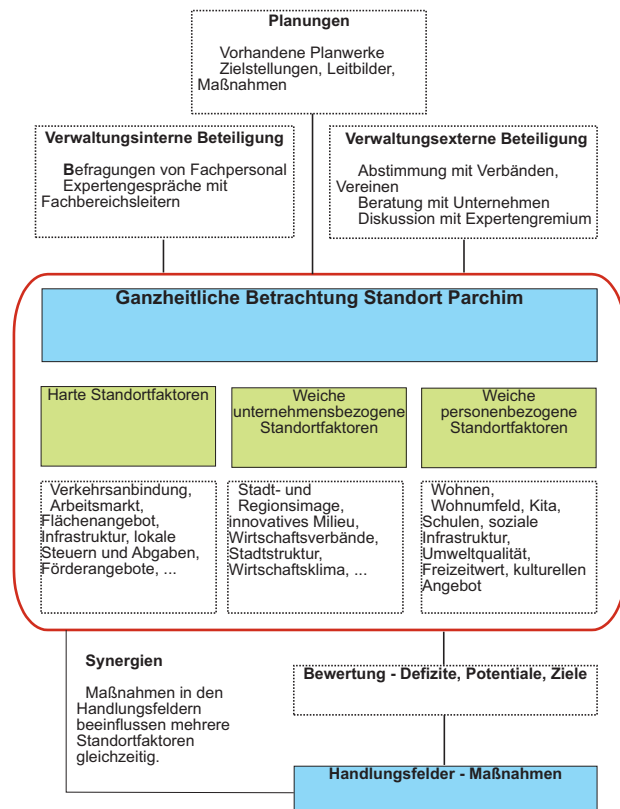 Planungen
Vorhandene Planwerke
Zielstellungen, Leitbilder,
Maßnahmen
Verwaltungsinterne Beteiligung
Befragungen von Fachpersonal
Expertengespräche mit
Fachbereichsleitern
Verwaltungsexterne Beteiligung
Abstimmung mit Verbänden,
Vereinen
Beratung mit Unternehmen
Diskussion mit Expertengremium
Ganzheitliche Betrachtung Standort Parchim
Harte Standortfaktoren
Weiche
unternehmensbezogene
Standortfaktoren
Weiche
personenbezogene
Standortfaktoren
Verkehrsanbindung,
Arbeitsmarkt,
Flächenangebot,
Infrastruktur, lokale
Steuern und Abgaben,
Förderangebote, ...
Stadt- und
Regionsimage,
innovatives Milieu,
Wirtschaftsverbände,
Stadtstruktur,
Wirtschaftsklima, ...
Wohnen,
Wohnumfeld, Kita,
Schulen, soziale
Infrastruktur,
Umweltqualität,
Freizeitwert, kulturellen
Angebot
Synergien
Maßnahmen in den
Handlungsfeldern
beeinflussen mehrere
Standortfaktoren
gleichzeitig.
Bewertung - Defizite, Potentiale, Ziele
Handlungsfelder - Maßnahmen